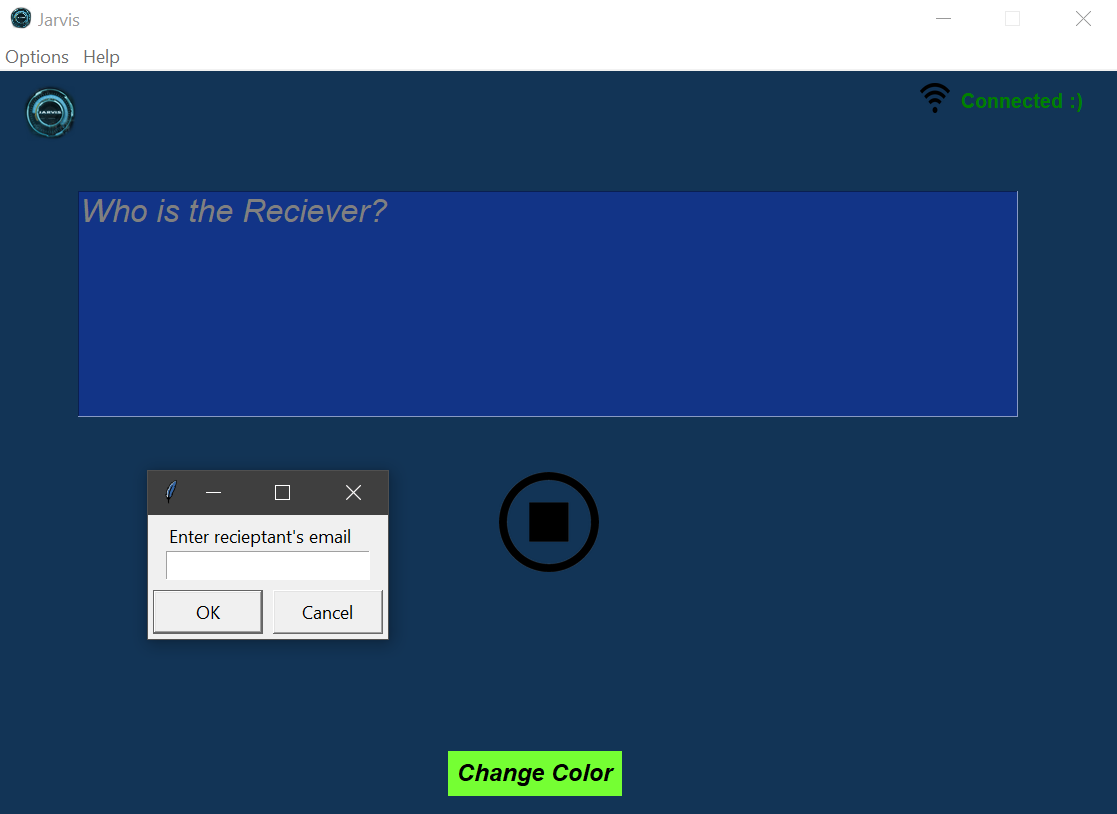 Jarvis
Options Help
JARVIS
Connected :)
Who is the Reciever?
Enter recieptant's email
OK Cancel
Change Color